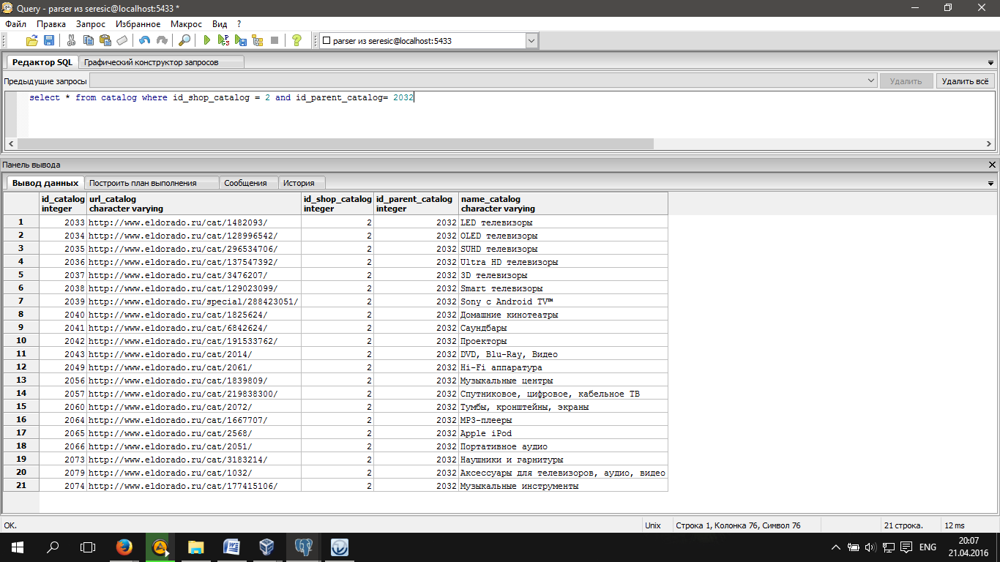 Query - parser из seresic@localhost:5433 *
Файл Правка Запрос Избранное Макрос Вид ?
parser из seresic@localhost:5433
Редактор SQL Графический конструктор запросов
Предыдущие запросы Удалить Удалить всё
select * from catalog where id_shop_catalog = 2 and id_parent_catalog= 2032
Панель вывода
Вывод данных Построить план выполнения Сообщения История
id_catalog url_catalog id_shop_catalog id_parent_catalog name_catalog
integer character varying integer integer character varying
1 2033 http://www.eldorado.ru/cat/1482093/ 2 2032 LED телевизоры
2 2034 http://www.eldorado.ru/cat/128996542/ 2 2032 OLED телевизоры
3 2035 http://www.eldorado.ru/cat/296534706/ 2 2032 SUHD телевизоры
4 2036 http://www.eldorado.ru/cat/137547392/ 2 2032 Ultra HD телевизоры
5 2037 http://www.eldorado.ru/cat/3476207/ 2 2032 3D телевизоры
6 2038 http://www.eldorado.ru/cat/129023099/ 2 2032 Smart телевизоры
7 2039 http://www.eldorado.ru/special/288423051/ 2 2032 Sony с Android TV™
8 2040 http://www.eldorado.ru/cat/1825624/ 2 2032 Домашние кинотеатры
9 2041 http://www.eldorado.ru/cat/6842624/ 2 2032 Саундбары
10 2042 http://www.eldorado.ru/cat/191533762/ 2 2032 Проекторы
11 2043 http://www.eldorado.ru/cat/2014/ 2 2032 DVD, Blu-Ray, Видео
12 2049 http://www.eldorado.ru/cat/2061/ 2 2032 Hi-Fi аппаратура
13 2056 http://www.eldorado.ru/cat/1839809/ 2 2032 Музыкальные центры
14 2057 http://www.eldorado.ru/cat/219838300/ 2 2032 Спутниковое, цифровое, кабельное ТВ
15 2060 http://www.eldorado.ru/cat/2072/ 2 2032 Тумбы, кронштейны, экраны
16 2064 http://www.eldorado.ru/cat/1667707/ 2 2032 MP3-плееры
17 2065 http://www.eldorado.ru/cat/2568/ 2 2032 Apple iPod
18 2066 http://www.eldorado.ru/cat/2051/ 2 2032 Портативное аудио
19 2073 http://www.eldorado.ru/cat/3183214/ 2 2032 Наушники и гарнитуры
20 2079 http://www.eldorado.ru/cat/1032/ 2 2032 Аксессуары для телевизоров, аудио, видео
21 2074 http://www.eldorado.ru/cat/177415106/ 2 2032 Музыкальные инструменты
OK. Unix Строка 1, Колонка 76, Символ 76 21 строка. 12 ms
ENG 20:07
21.04.2016